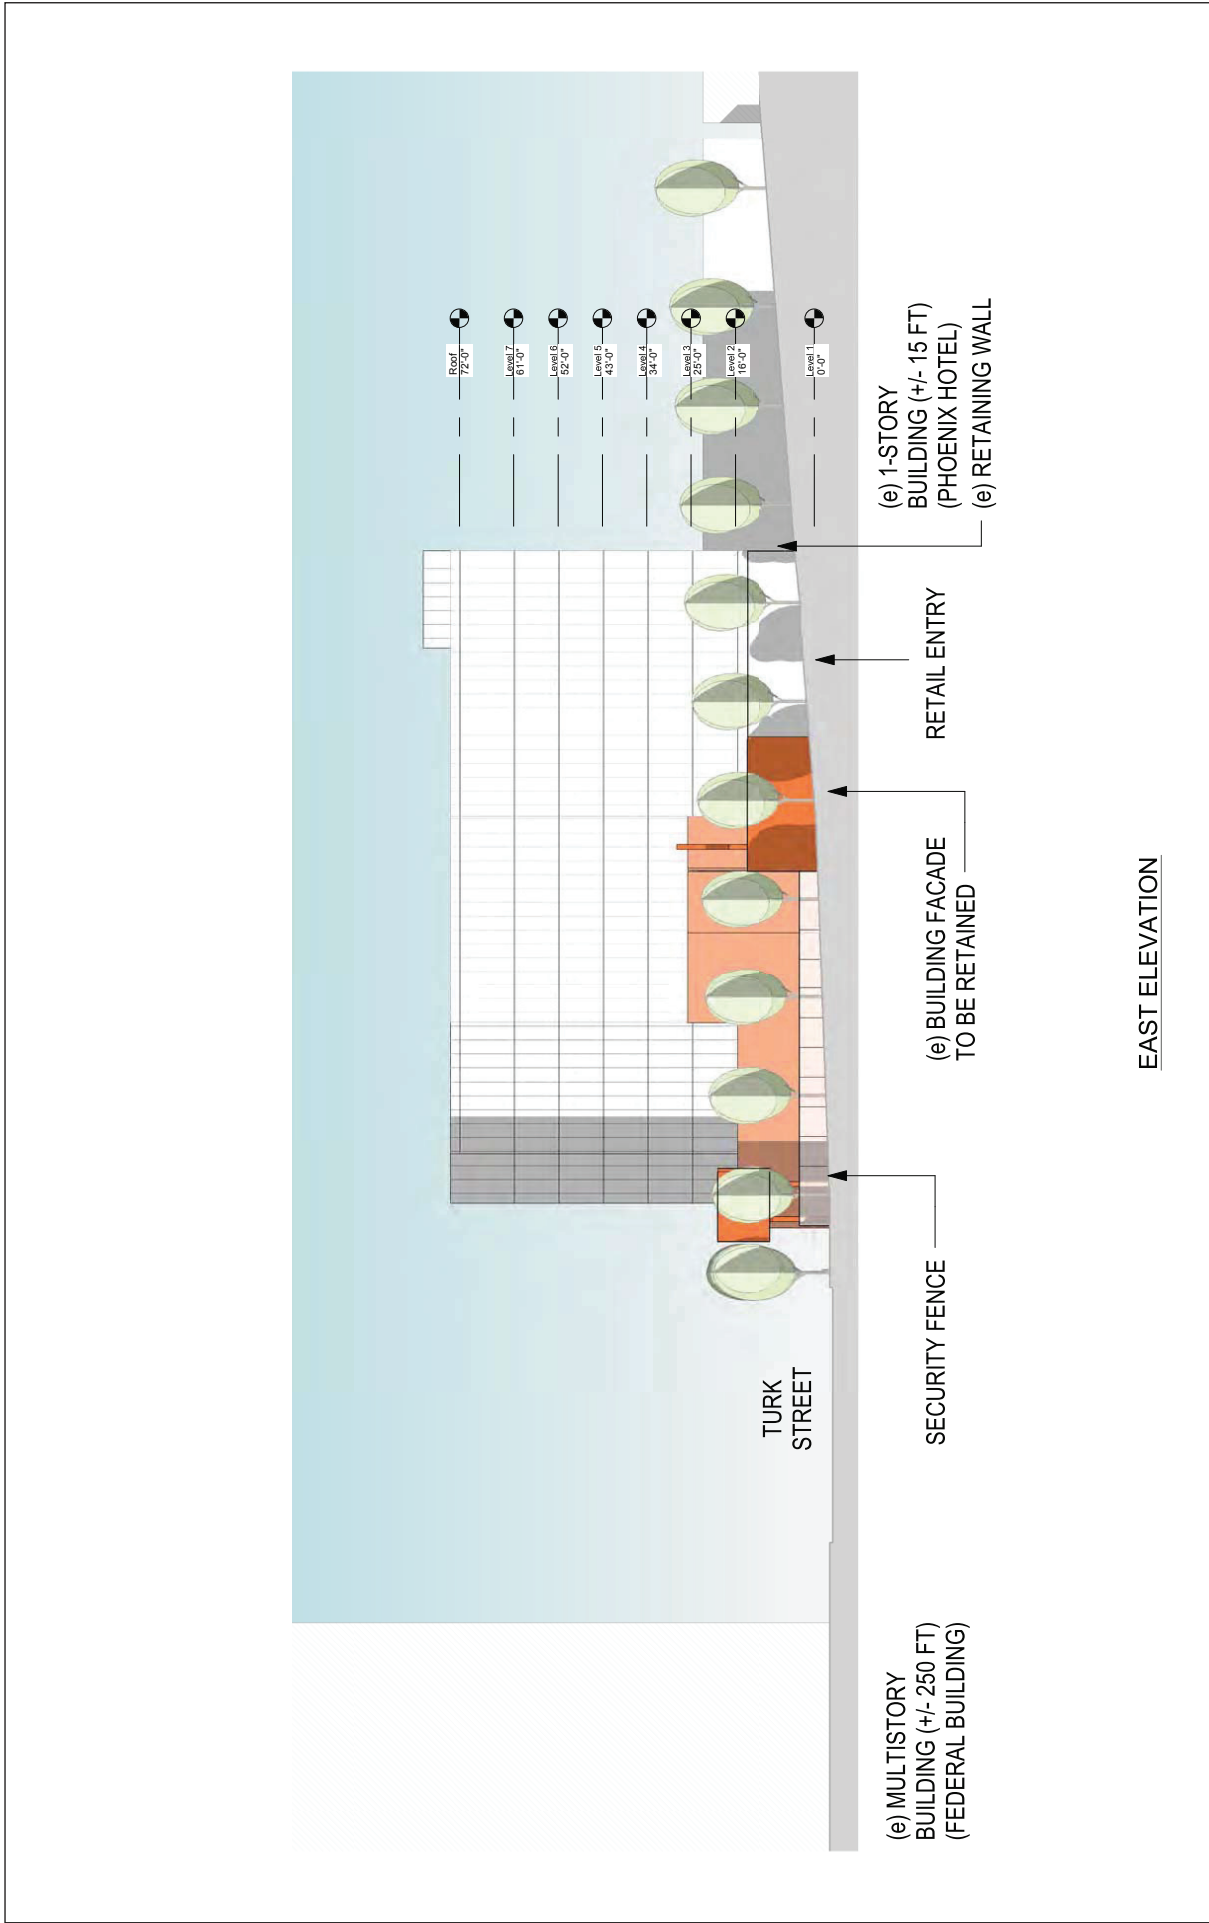 Roof
72'-0"
Level 7
61'-0"
Level 6
52'-0"
Level 5
43'-0"
Level 4
34'-0"
Level 3
25'-0"
Level 2
16'-0"
Level 1
0'-0"
TURK
STREET
(e) MULTISTORY
BUILDING (+/- 250 FT)
(FEDERAL BUILDING)
SECURITY FENCE
(e) BUILDING FACADE
TO BE RETAINED
RETAIL ENTRY
(e) 1-STORY
BUILDING (+/- 15 FT)
(PHOENIX HOTEL)
(e) RETAINING WALL
EAST ELEVATION